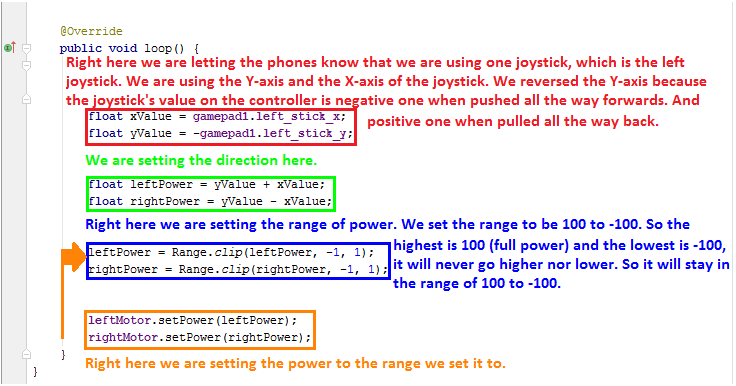 @Override
public void loop() {
Right here we are letting the phones know that we are using one joystick, which is the left
joystick. We are using the Y-axis and the X-axis of the joystick. We reversed the Y-axis because
the joystick's value on the controller is negative one when pushed all the way forwards. And
positive one when pulled all the way back.
float xValue = gamepad1.left_stick_x;
float yValue = -gamepad1.left_stick_y;
We are setting the direction here.
float leftPower = yValue + xValue;
float rightPower = yValue - xValue;
Right here we are setting the range of power. We set the range to be 100 to -100. So the
highest is 100 (full power) and the lowest is -100,
it will never go higher nor lower. So it will stay in
the range of 100 to -100.
leftPower = Range.clip(leftPower, -1, 1);
rightPower = Range.clip(rightPower, -1, 1);
leftMotor.setPower(leftPower);
rightMotor.setPower(rightPower);
}
Right here we are setting the power to the range we set it to.
}